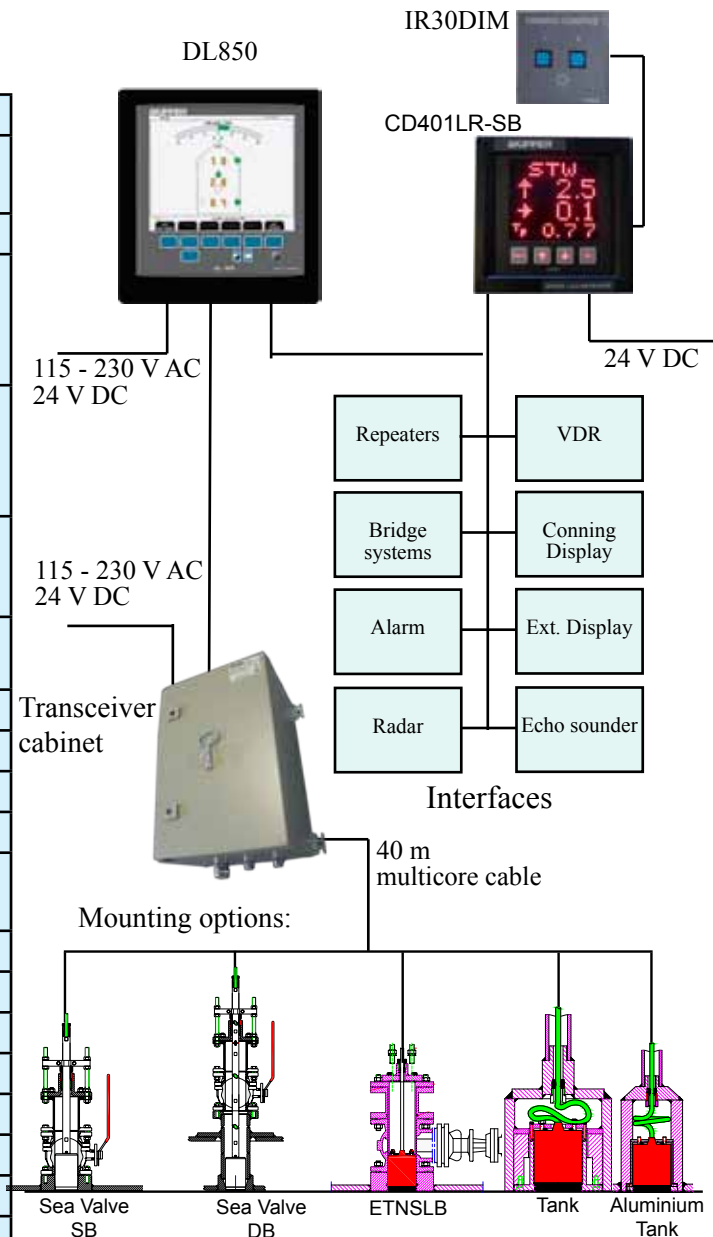 IR30DIM
DL850
CD401LR-SB
SKIPPER
STW
2.5
0.1
0.77
115 - 230 V AC
24 V DC
24 V DC
Repeaters
VDR
Bridge
systems
Conning
Display
115 - 230 V AC
24 V DC
Alarm
Ext. Display
Transceiver
cabinet
Radar
Echo sounder
Interfaces
40 m
multicore cable
Mounting options:
Sea Valve
SB
Sea Valve
DB
ETNSLB
Tank
Aluminium
Tank